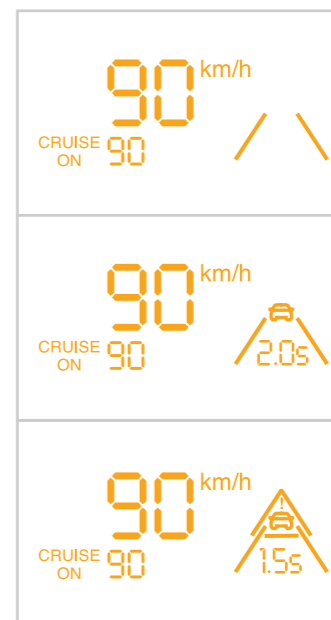 90 km/h
CRUISE
ON 90
90 km/h
CRUISE
ON 90
2.0s
90 km/h
!
CRUISE
ON 90
1.5s